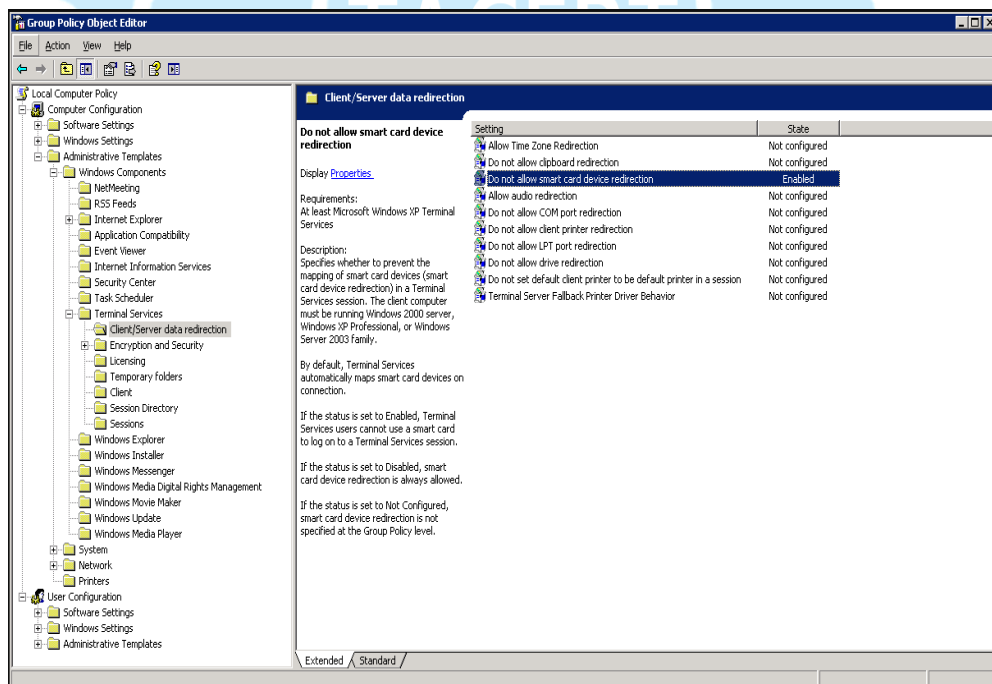 Group Policy Object Editor
File Action View Help
Local Computer Policy
Computer Configuration
Software Settings
Windows Settings
Administrative Templates
Windows Components
NetMeeting
RSS Feeds
Internet Explorer
Application Compatibility
Event Viewer
Internet Information Services
Security Center
Task Scheduler
Terminal Services
Client/Server data redirection
Encryption and Security
Licensing
Temporary folders
Client
Session Directory
Sessions
Windows Explorer
Windows Installer
Windows Messenger
Windows Media Digital Rights Management
Windows Movie Maker
Windows Update
Windows Media Player
System
Network
Printers
User Configuration
Software Settings
Windows Settings
Administrative Templates
Client/Server data redirection
Do not allow smart card device
redirection
Display Properties
Requirements:
At least Microsoft Windows XP Terminal
Services
Description:
Specifies whether to prevent the
mapping of smart card devices (smart
card device redirection) in a Terminal
Services session. The client computer
must be running Windows 2000 server,
Windows XP Professional, or Windows
Server 2003 family.
By default, Terminal Services
automatically maps smart card devices on
connection.
If the status is set to Enabled, Terminal
Services users cannot use a smart card
to log on to a Terminal Services session.
If the status is set to Disabled, smart
card device redirection is always allowed.
If the status is set to Not Configured,
smart card device redirection is not
specified at the Group Policy level.
Setting State
Allow Time Zone Redirection Not configured
Do not allow clipboard redirection Not configured
Do not allow smart card device redirection Enabled
Allow audio redirection Not configured
Do not allow COM port redirection Not configured
Do not allow client printer redirection Not configured
Do not allow LPT port redirection Not configured
Do not allow drive redirection Not configured
Do not set default client printer to be default printer in a session Not configured
Terminal Server Fallback Printer Driver Behavior Not configured
Extended Standard